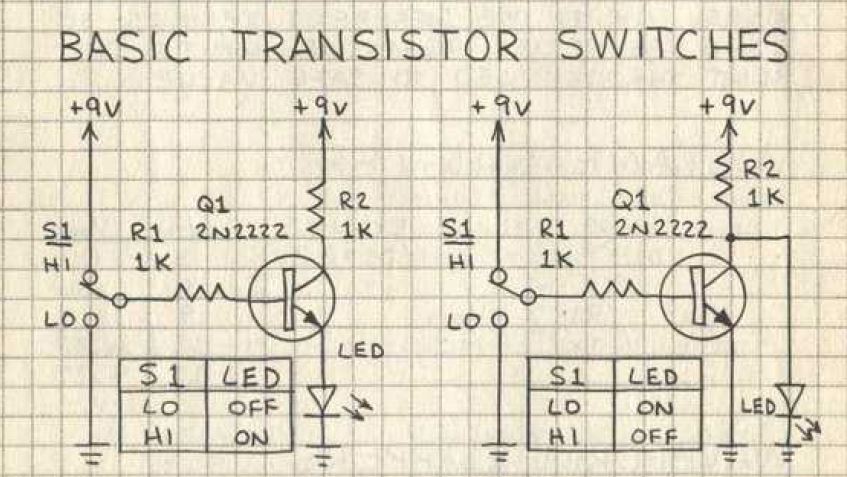 BASIC TRANSISTOR SWITCHES
+9V
+9V
Q1
2N2222
R2
1K
S1
HI
R1
1K
LO
LED
S1 LED
LO OFF
HI ON
+9V
+9V
R2
1K
Q1
2N2222
S1
HI
R1
1K
LO
S1 LED
LO ON
HI OFF
LED